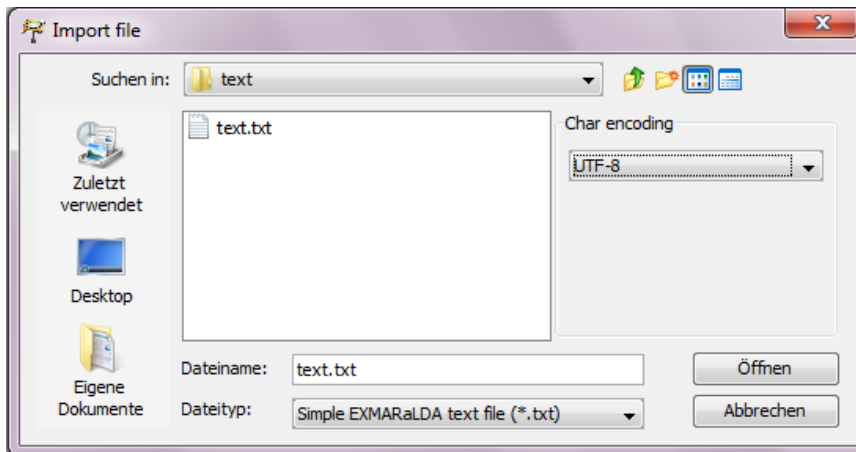 Import file
Suchen in:
text
text.txt
Char encoding
UTF-8
Zuletzt
verwendet
Desktop
Eigene
Dokumente
Dateiname:
text.txt
Öffnen
Dateityp:
Simple EXMARaLDA text file (*.txt)
Abbrechen